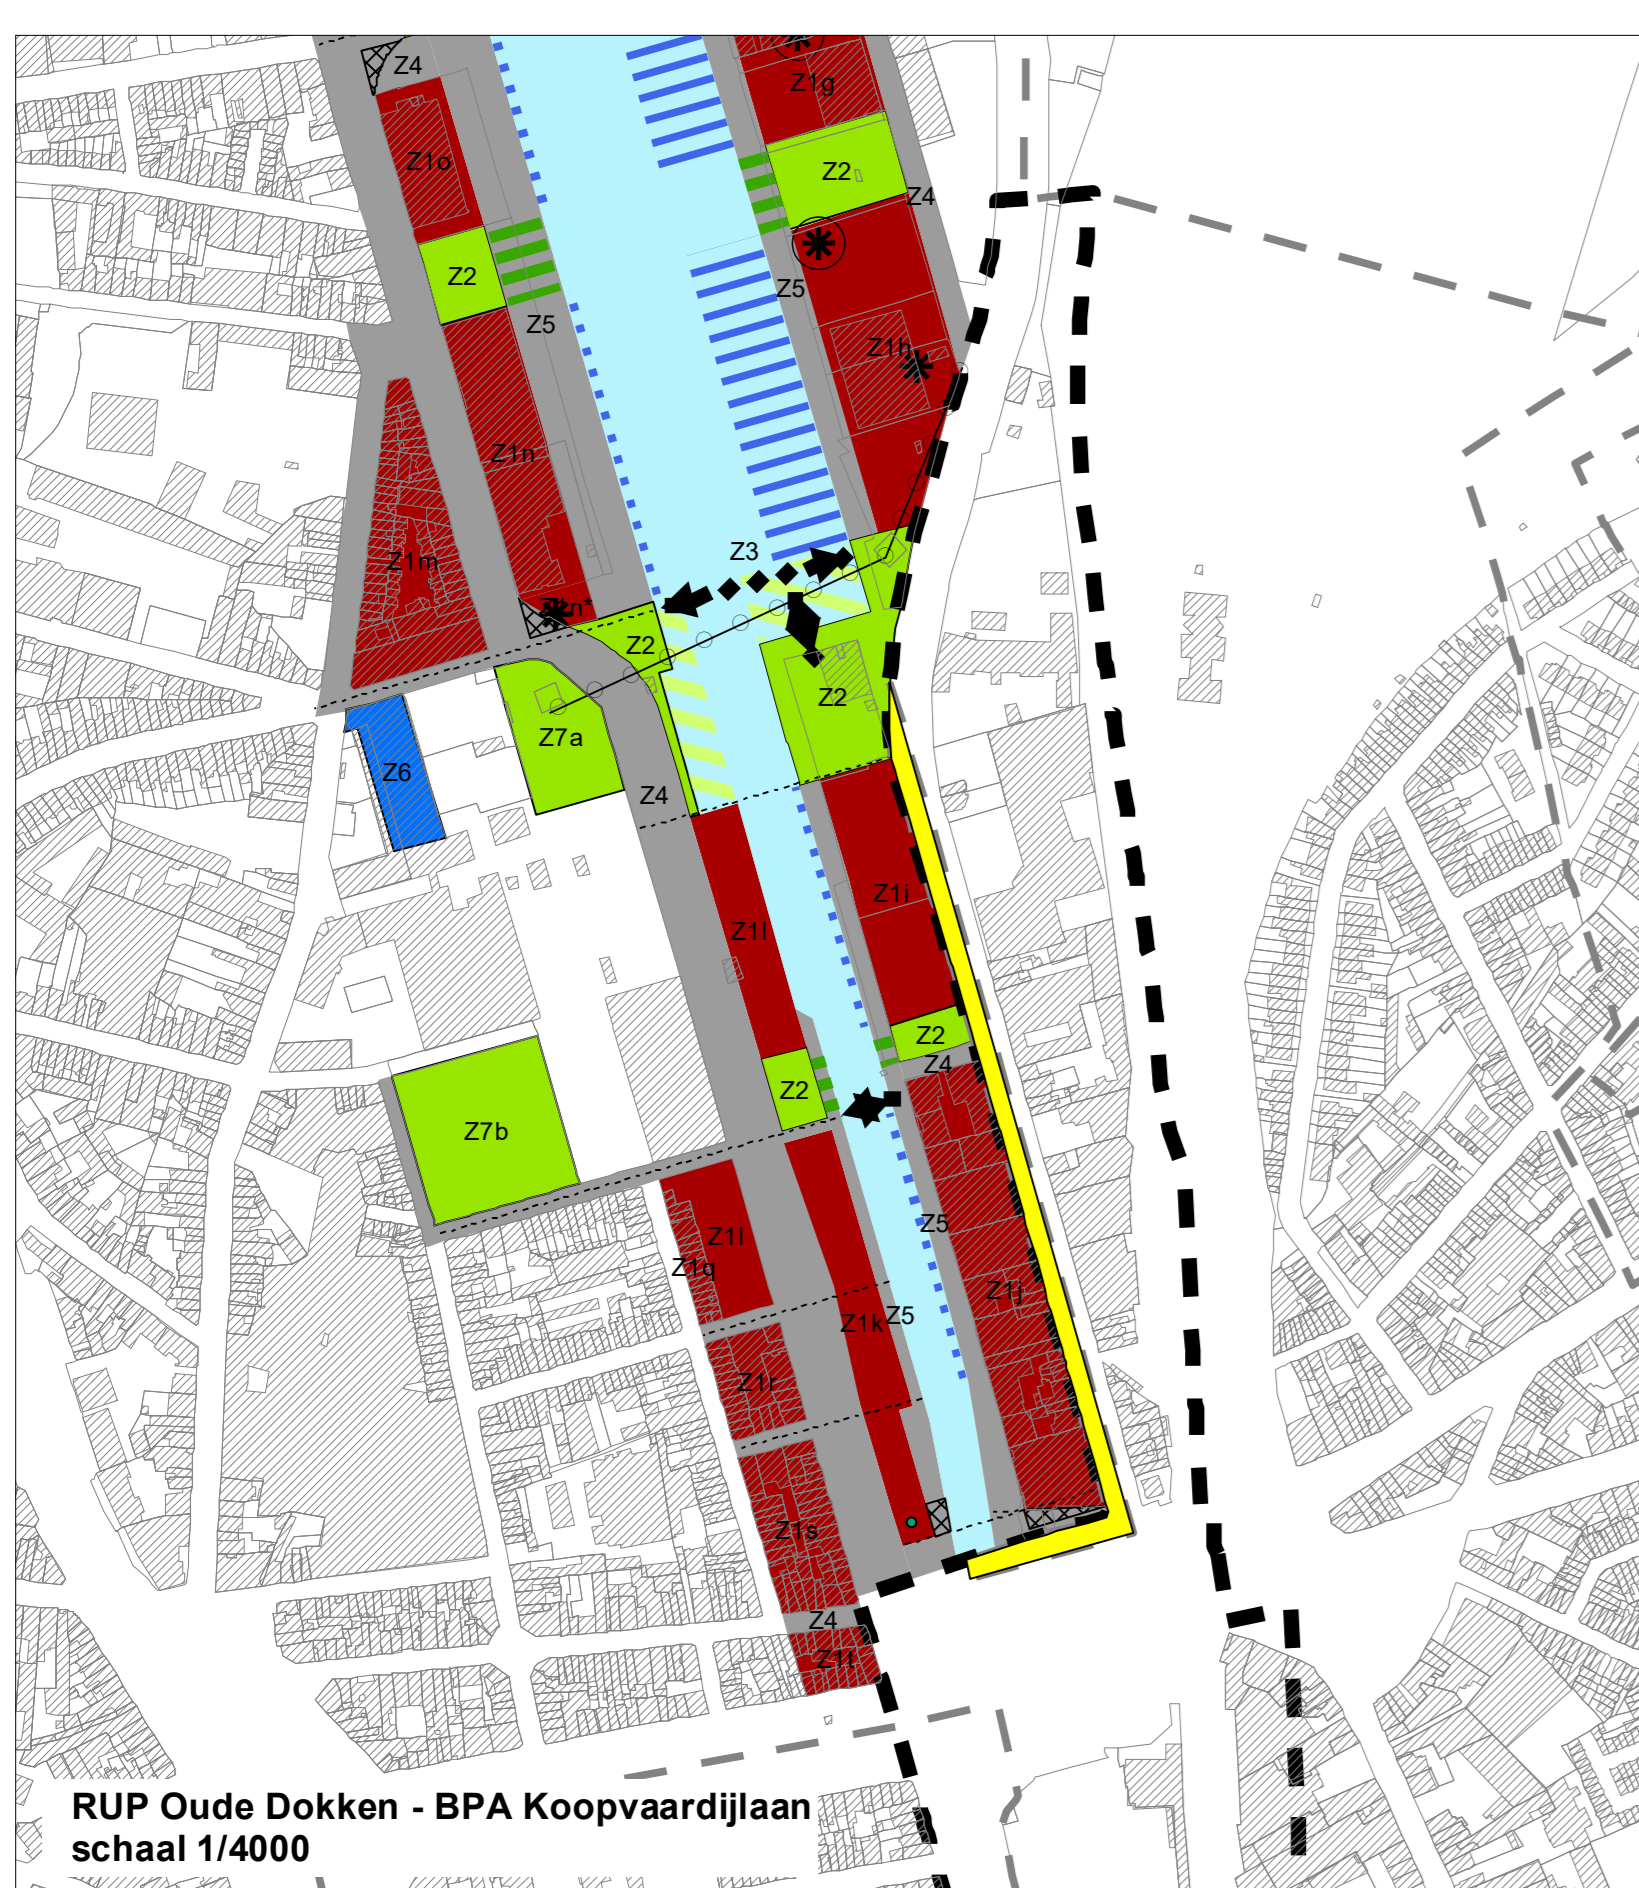 Z4
Z1g
Z1o
Z2
Z4
Z2
Z5
Z5
Z1h
Z1n
Z3
Z1m
Z2
Z2
Z7a
Z6
Z4
Z1i
Z1l
Z2
Z4
Z2
Z7b
Z5
Z1l
Z1q
Z1j
Z1k
Z5
Z1r
Z1s
Z4
Z1t
RUP Oude Dokken - BPA Koopvaardijlaan
schaal 1/4000